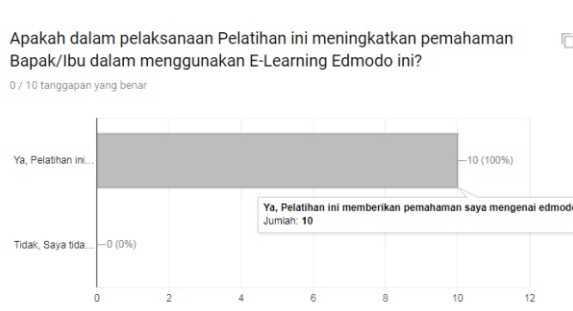 Apakah dalam pelaksanaan Pelatihan ini meningkatkan pemahaman
Bapak/Ibu dalam menggunakan E-Learning Edmodo ini?
0 / 10 tanggapan yang benar
Ya, Pelatihan ini...
10 (100%)
Ya, Pelatihan ini memberikan pemahaman saya mengenai edmodo
Jumlah: 10
Tidak, Saya tida...
0 (0%)
0 2 4 6 8 10 12